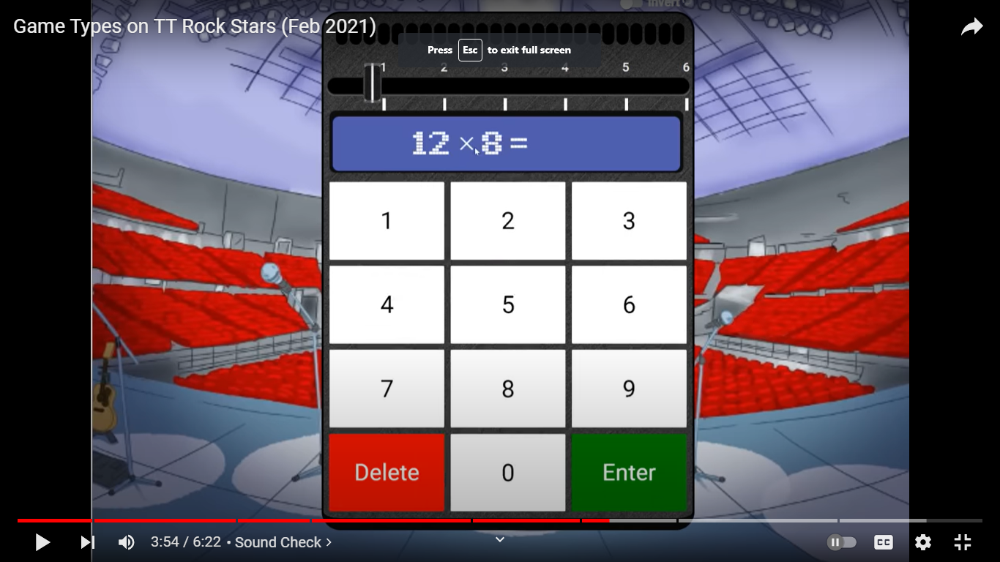 Game Types on TT Rock Stars (Feb 2021)
Invert
Press Esc to exit full screen
1 2 3 4 5 6
12 × 8 =
1 2 3
4 5 6
7 8 9
Delete 0 Enter
3:54 / 6:22 • Sound Check >
CC